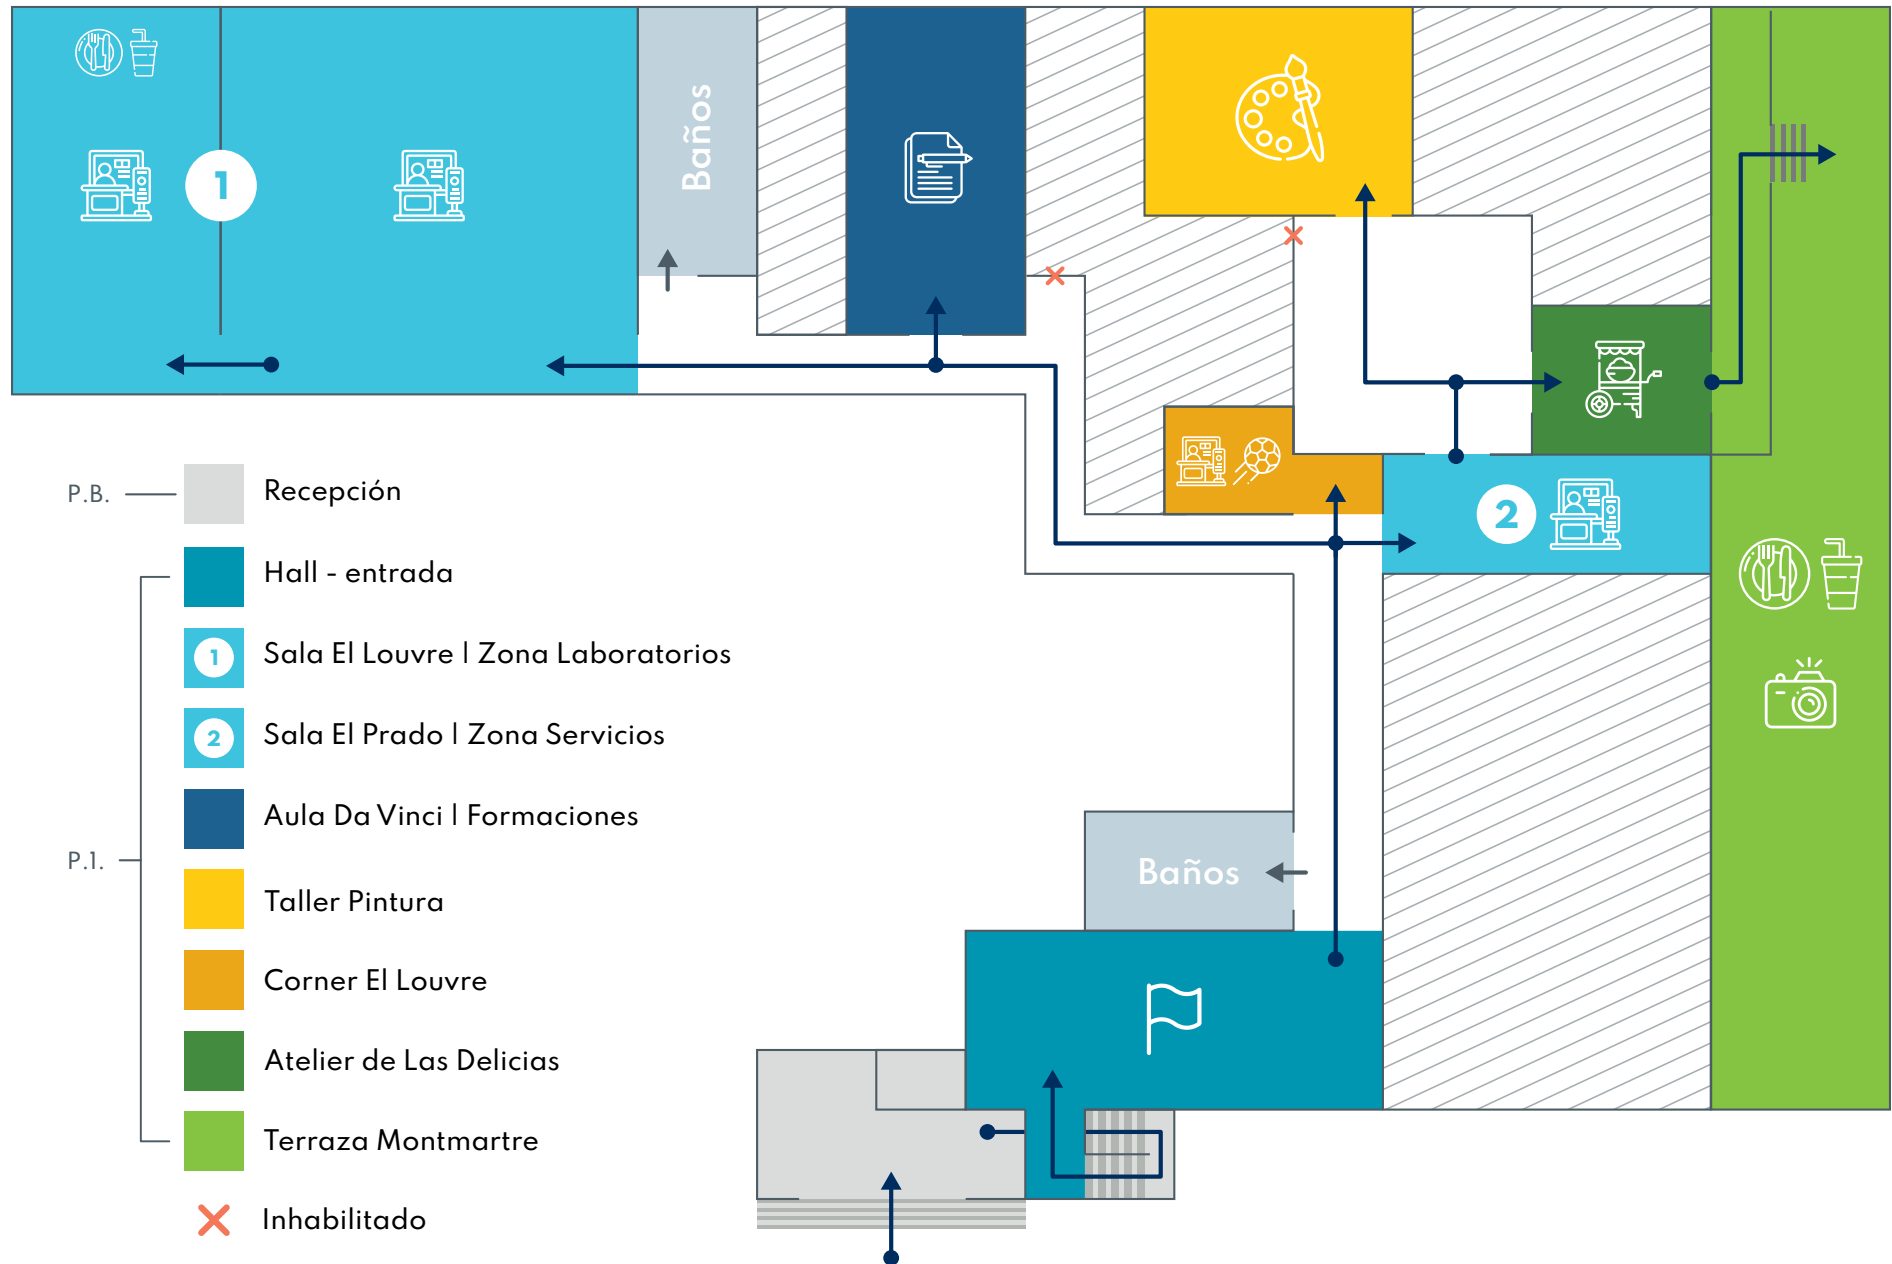 Baños
1
2
Baños
P.B.
Recepción
Hall - entrada
1 Sala El Louvre | Zona Laboratorios
2 Sala El Prado | Zona Servicios
Aula Da Vinci | Formaciones
P.1.
Taller Pintura
Corner El Louvre
Atelier de Las Delicias
Terraza Montmartre
Inhabilitado